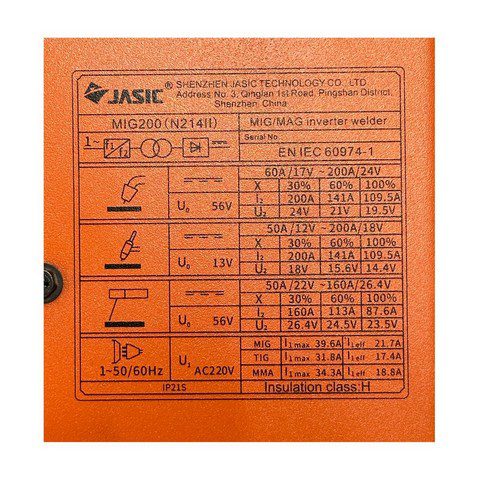 JASIC® SHENZHEN JASIC TECHNOLOGY CO., LTD.
Address No. 3, Qinglan 1st Road, Pingshan District,
Shenzhen, China
MIG200 (N214II) MIG/MAG inverter welder
Serial No.
1~ f1 f2 EN IEC 60974-1
60A/17V ~200A/24V
X 30% 60% 100%
I2 200A 141A 109.5A
U0 56V U2 24V 21V 19.5V
50A/12V ~200A/18V
X 30% 60% 100%
I2 200A 141A 109.5A
U0 13V U2 18V 15.6V 14.4V
50A/22V ~160A/26.4V
X 30% 60% 100%
I2 160A 113A 87.6A
U0 56V U2 26.4V 24.5V 23.5V
MIG I1max 39.6A I1eff 21.7A
U1 TIG I1max 31.8A I1eff 17.4A
1~50/60Hz AC220V MMA I1max 34.3A I1eff 18.8A
IP21S Insulation class:H